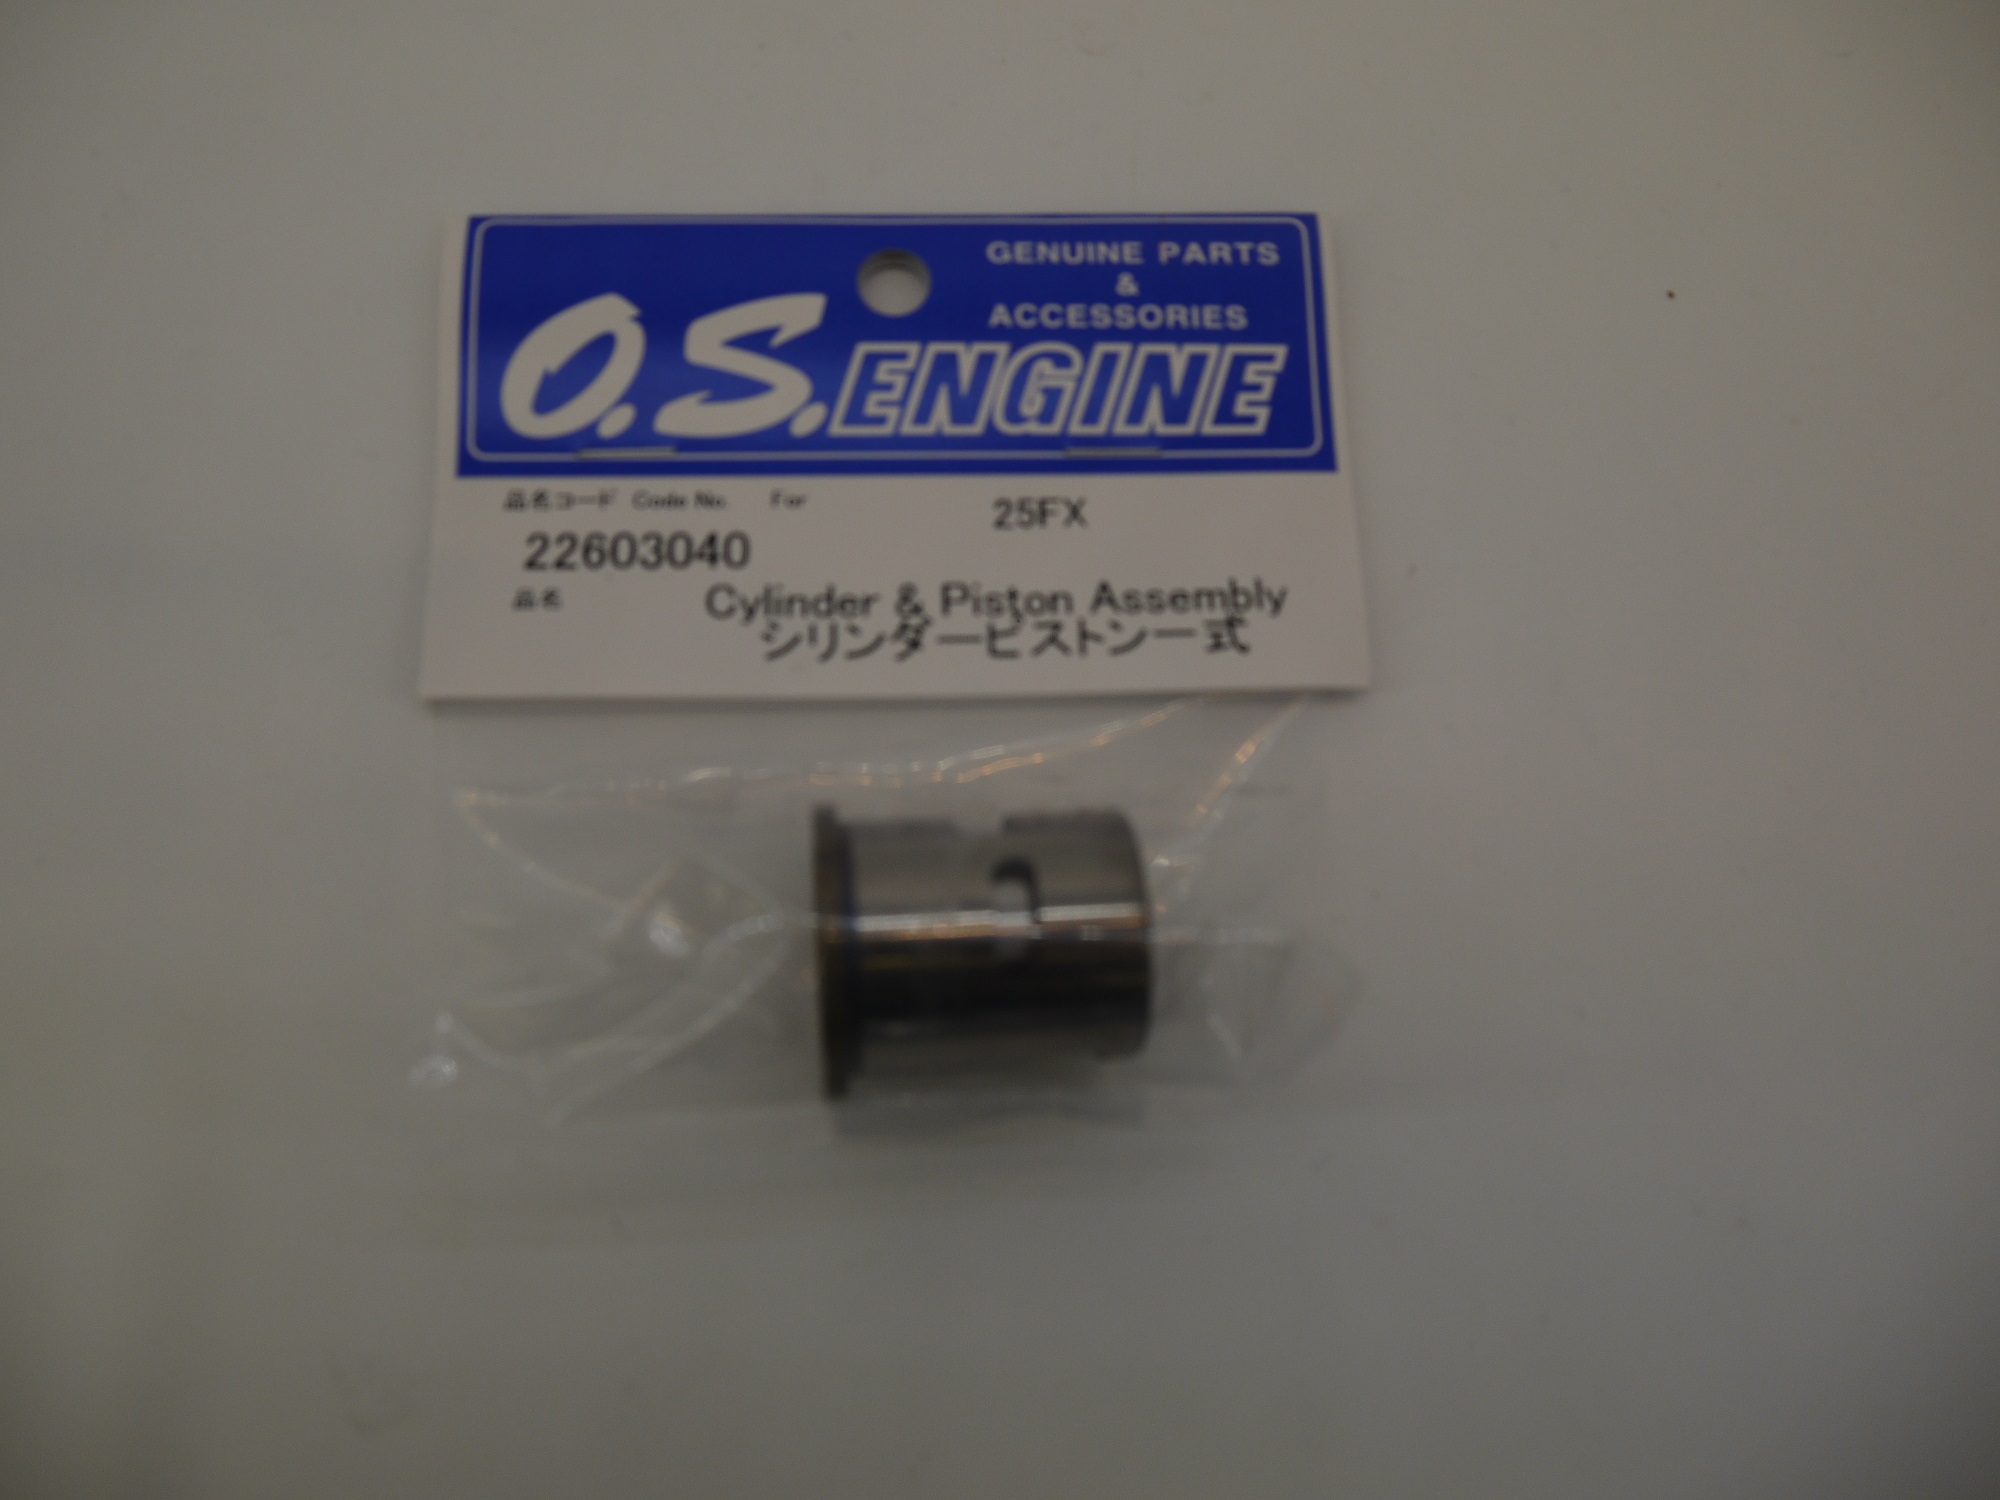 GENUINE PARTS
&
ACCESSORIES
O.S.ENGINE
品名コード Code No. For 25FX
22603040
品名 Cylinder & Piston Assembly
シリンダーピストン一式